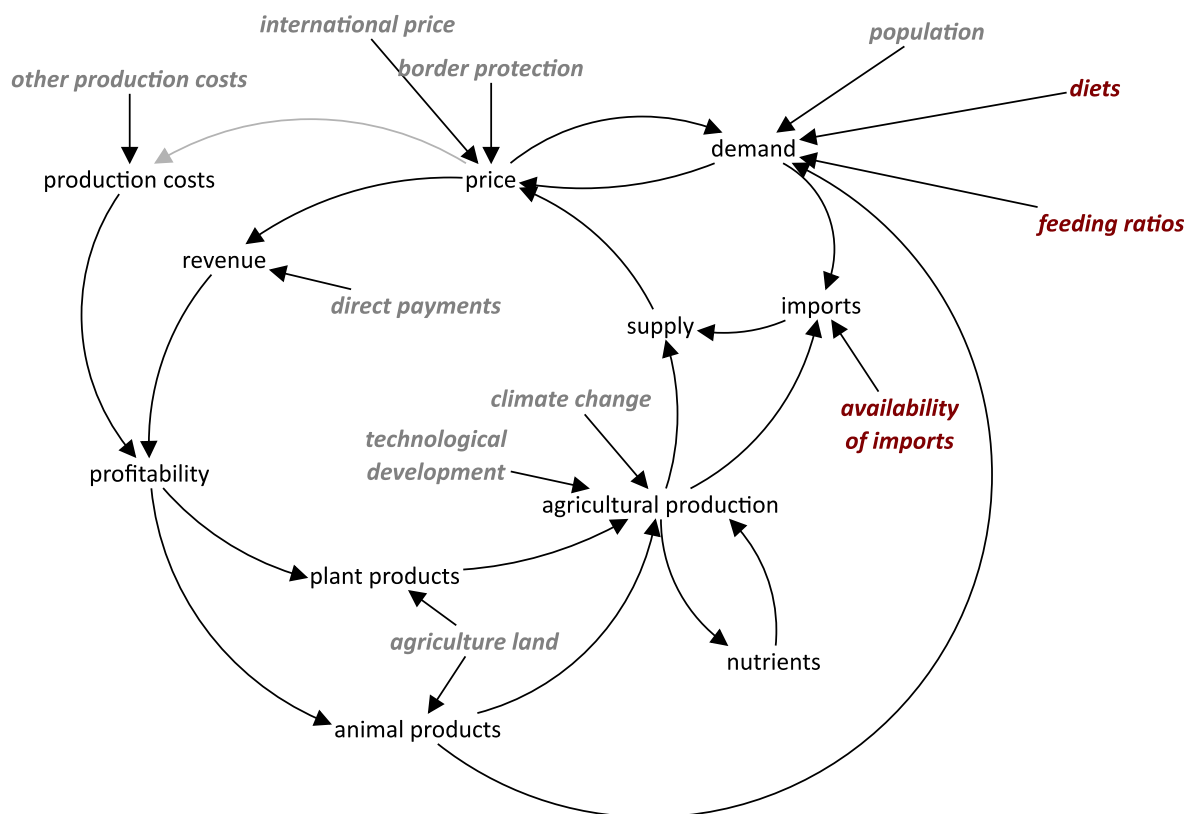 international price
population
border protection
other production costs
diets
demand
production costs
price
feeding ratios
revenue
direct payments
imports
supply
climate change
availability
of imports
technological
development
profitability
agricultural production
plant products
agriculture land
nutrients
animal products